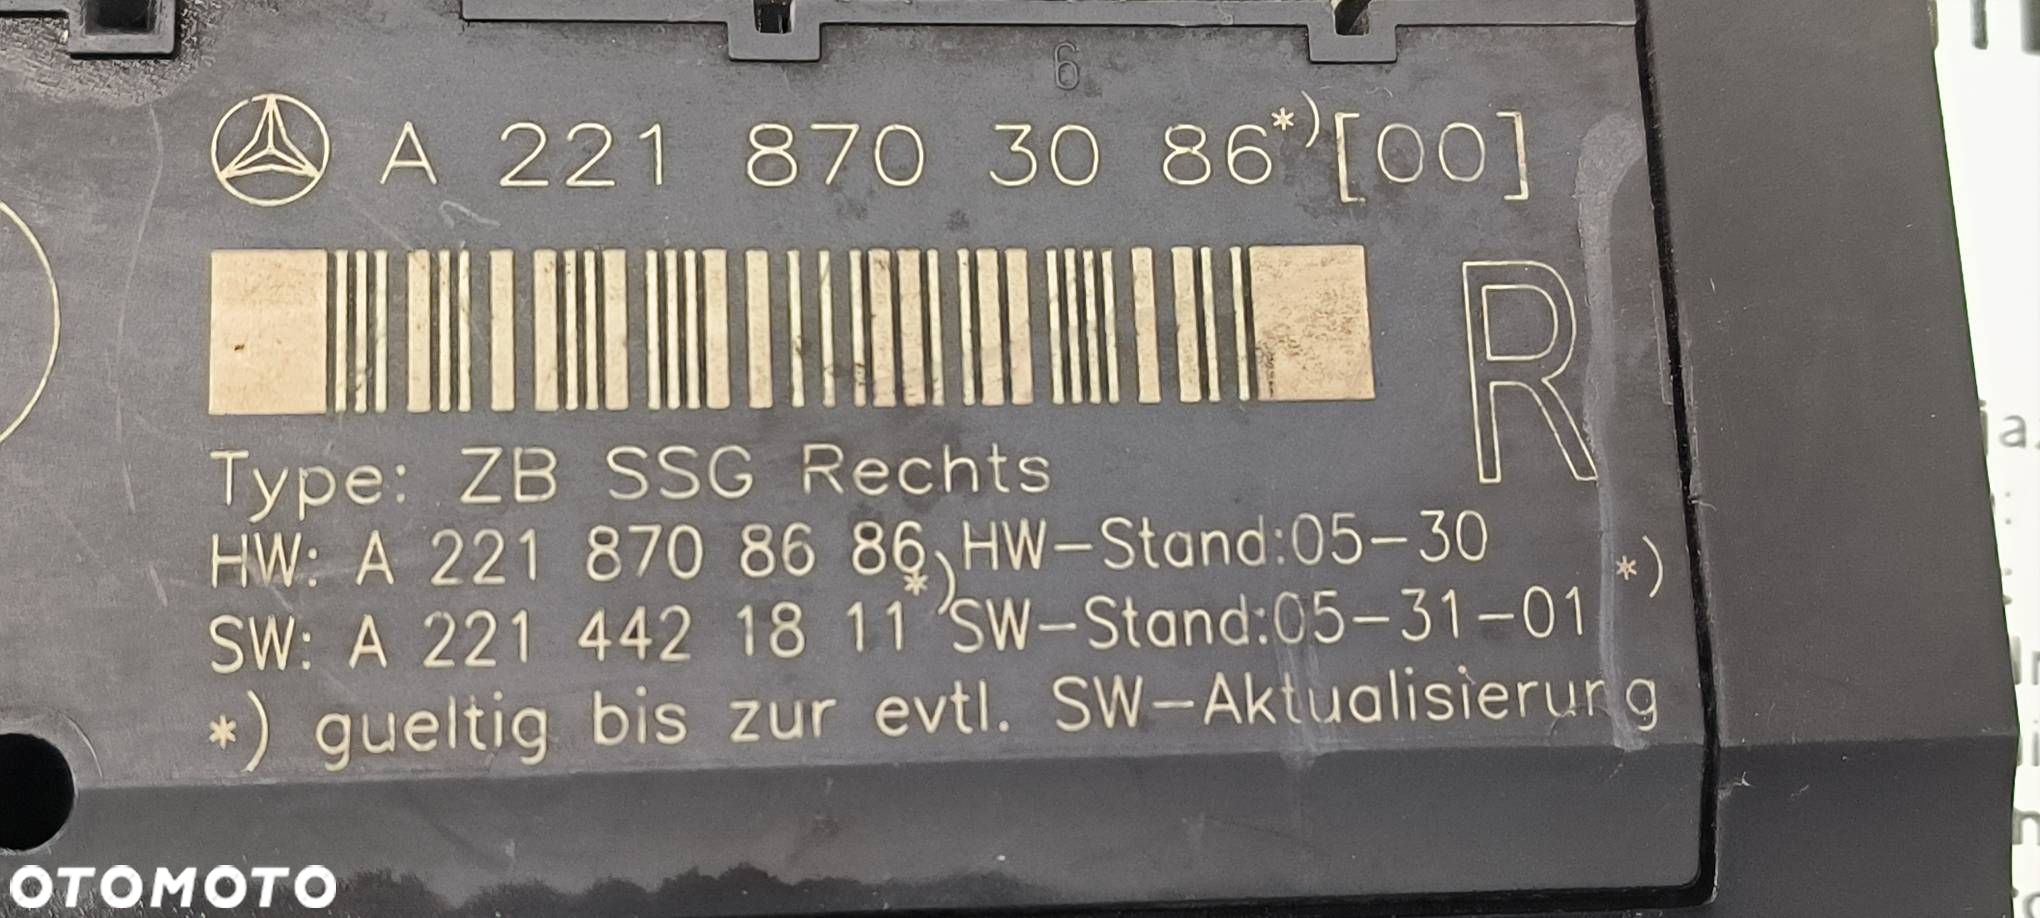 6
A 221 870 30 86*)[00]
R
Type: ZB SSG Rechts
HW: A 221 870 86 86, HW-Stand:05-30
SW: A 221 442 18 11*) SW-Stand:05-31-01 *)
*) gueltig bis zur evtl. SW-Aktualisierung
OTOMOTO